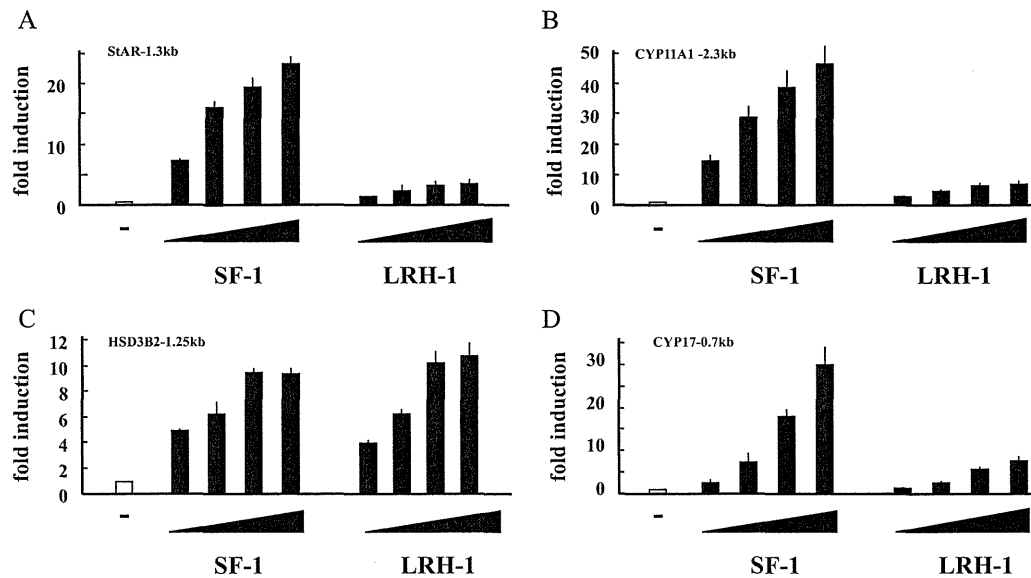 A
StAR-1.3kb
fold induction
20
10
0
-
SF-1
LRH-1
B
CYP11A1 -2.3kb
fold induction
50
40
30
20
10
0
-
SF-1
LRH-1
C
HSD3B2-1.25kb
fold induction
12
10
8
6
4
2
0
-
SF-1
LRH-1
D
CYP17-0.7kb
fold induction
30
20
10
0
-
SF-1
LRH-1